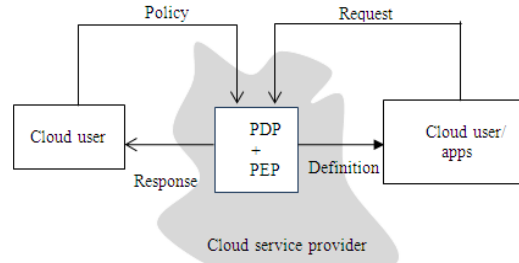 Policy
Request
Cloud user
PDP
+
PEP
Cloud user/
apps
Response
Definition
Cloud service provider